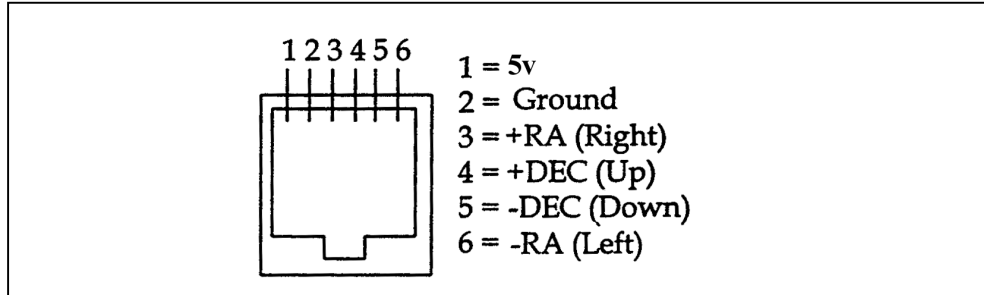 1 2 3 4 5 6
1 = 5v
2 = Ground
3 = +RA (Right)
4 = +DEC (Up)
5 = -DEC (Down)
6 = -RA (Left)